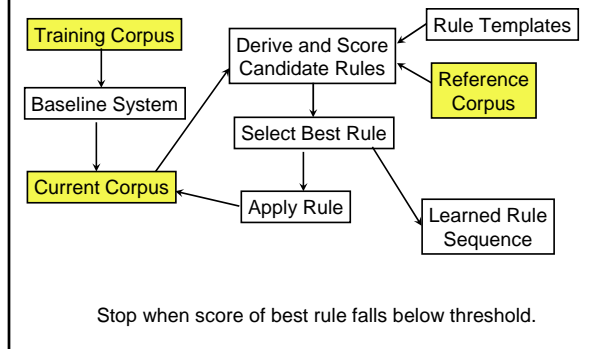 Training Corpus
Baseline System
Current Corpus
Derive and Score
Candidate Rules
Rule Templates
Reference
Corpus
Select Best Rule
Apply Rule
Learned Rule
Sequence
Stop when score of best rule falls below threshold.